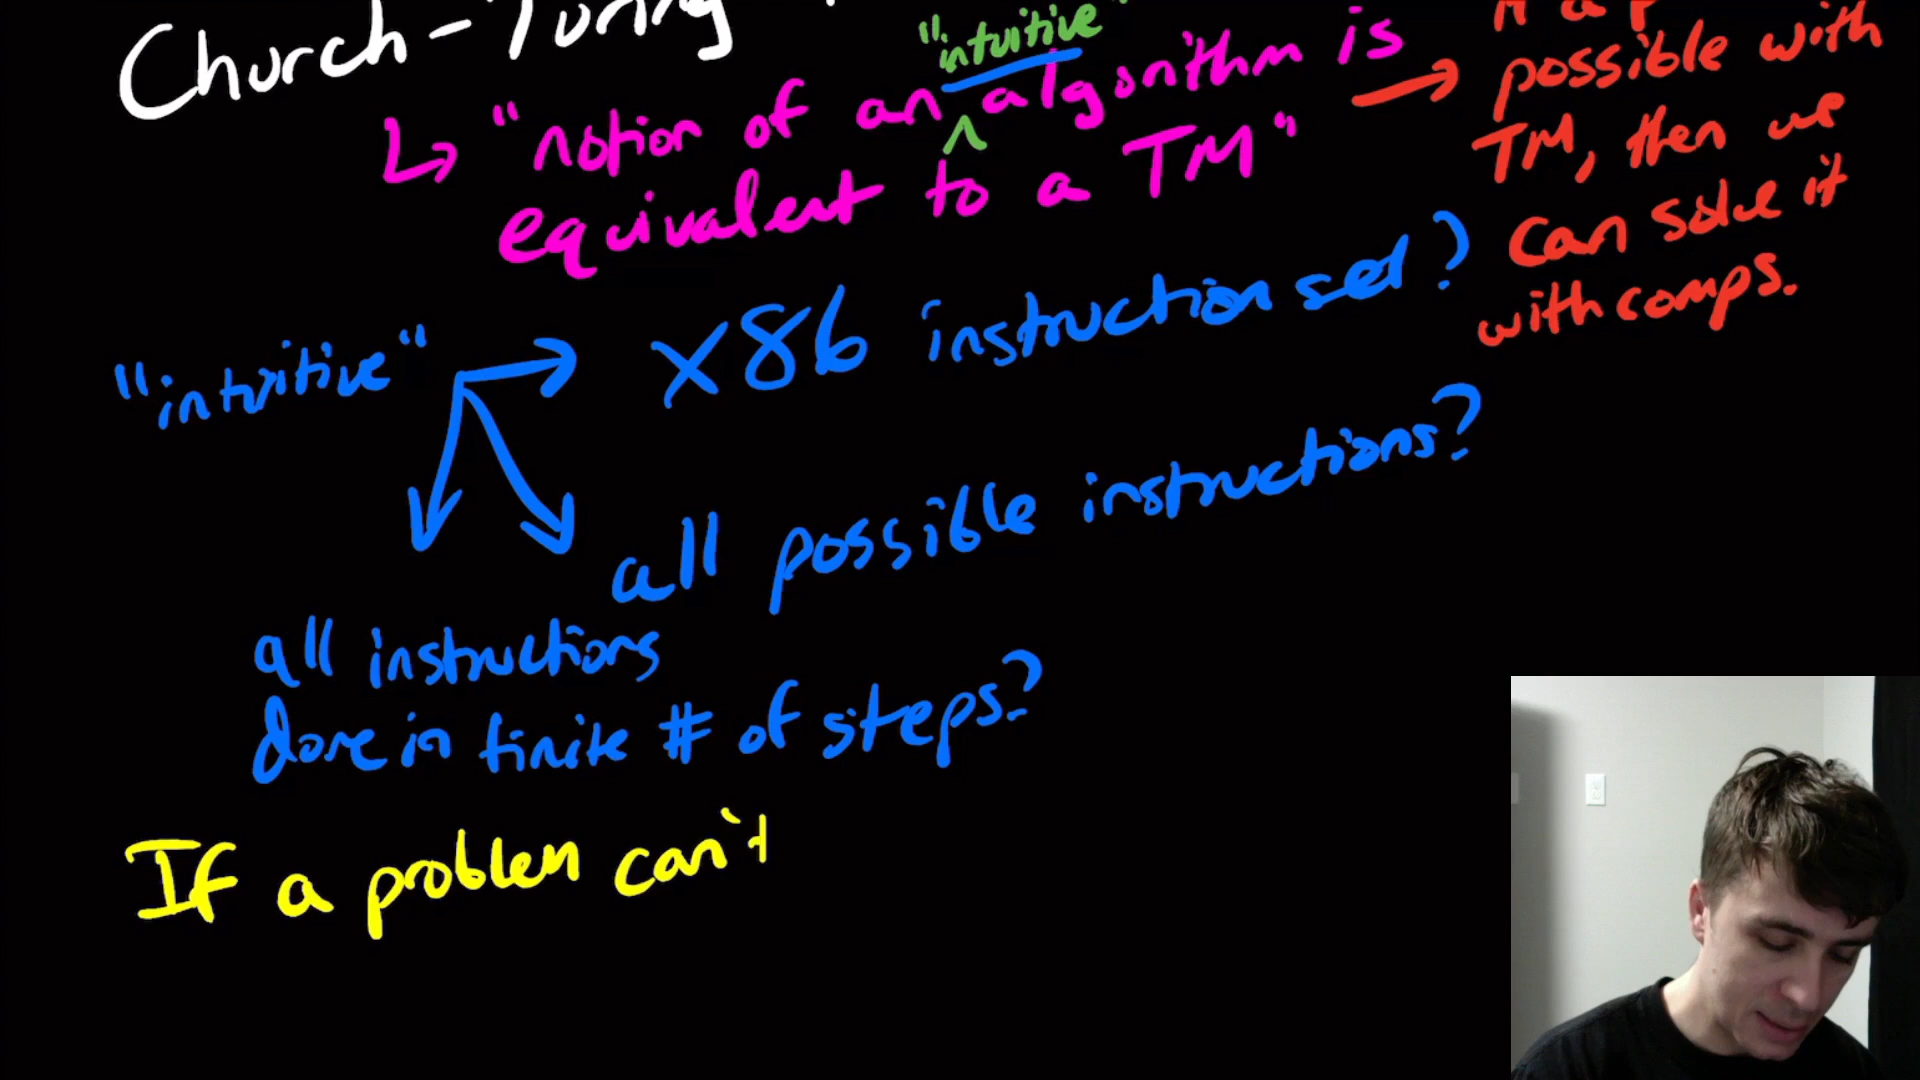 Church-Turing
"intuitive"
↳ "notion of an ^ algorithm is
equivalent to a TM" →
possible with
TM, then we
can solve it
with comps.
"intuitive" → x86 instruction set?
all possible instructions?
all instructions
done in finite # of steps?
If a problem can't